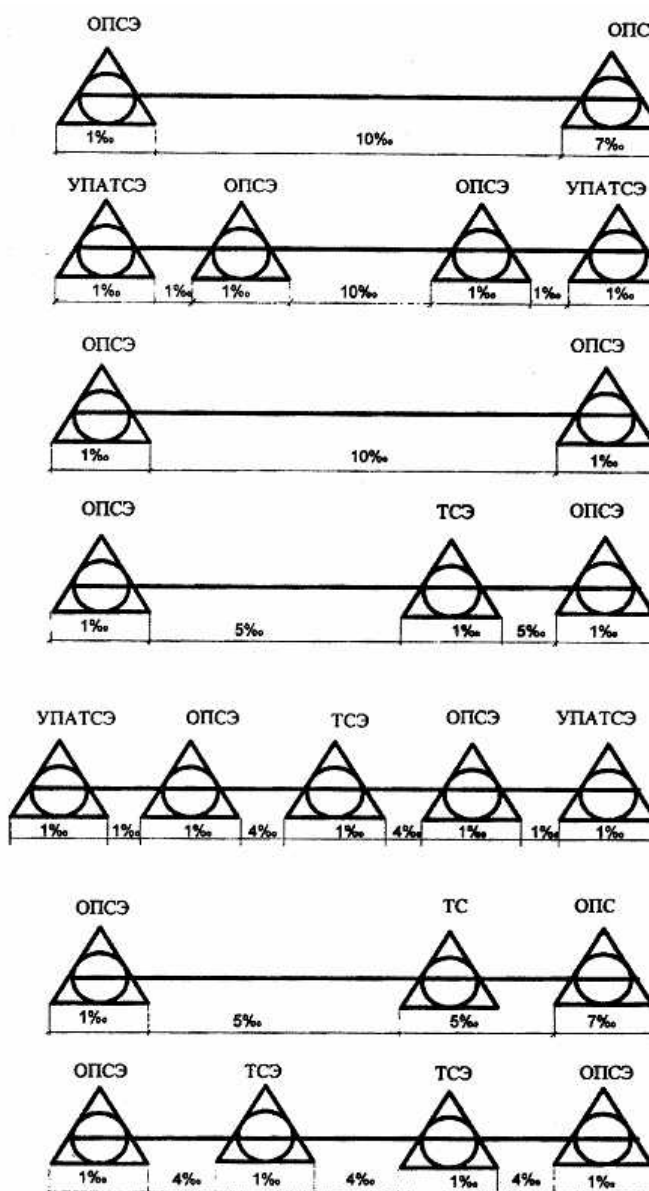 ОПСЭ ОПС
1‰ 10‰ 7‰
УПАТСЭ ОПСЭ ОПСЭ УПАТСЭ
1‰ 1‰ 1‰ 10‰ 1‰ 1‰ 1‰
ОПСЭ ОПСЭ
1‰ 10‰ 1‰
ОПСЭ ТСЭ ОПСЭ
1‰ 5‰ 1‰ 5‰ 1‰
УПАТСЭ ОПСЭ ТСЭ ОПСЭ УПАТСЭ
1‰ 1‰ 1‰ 4‰ 1‰ 4‰ 1‰ 1‰ 1‰
ОПСЭ ТС ОПС
1‰ 5‰ 5‰ 7‰
ОПСЭ ТСЭ ТСЭ ОПСЭ
1‰ 4‰ 1‰ 4‰ 1‰ 4‰ 1‰